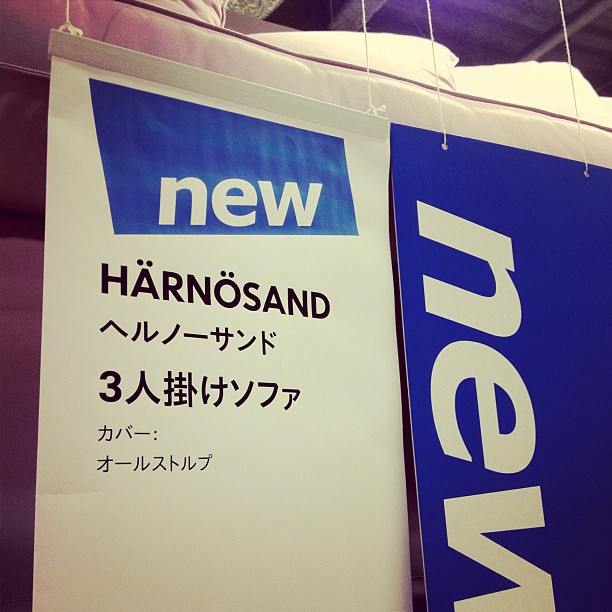 new
HÄRNÖSAND
ヘルノーサンド
3人掛けソファ
カバー:
オールストルプ
new